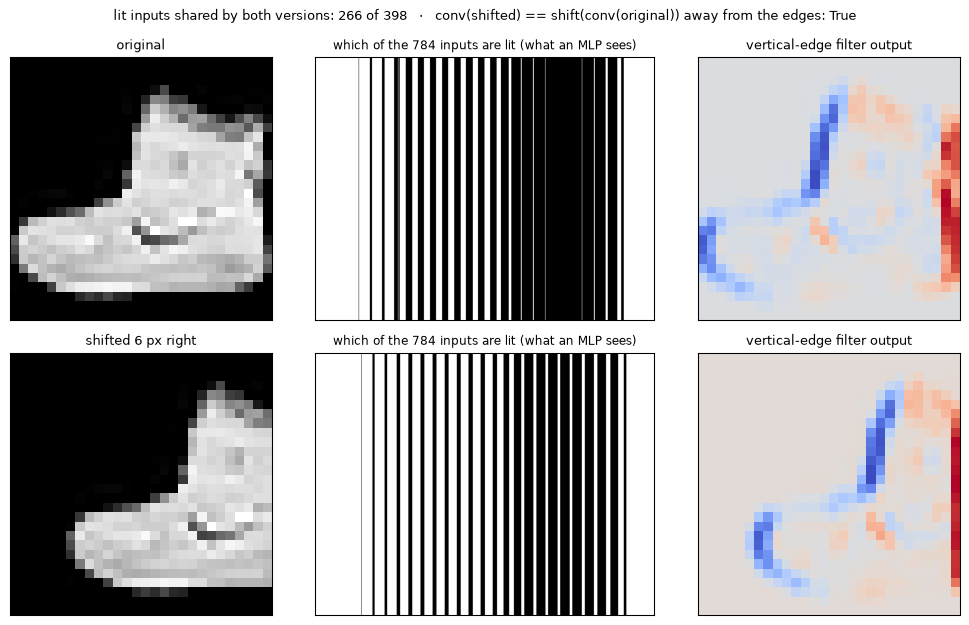 lit inputs shared by both versions: 266 of 398 · conv(shifted) == shift(conv(original)) away from the edges: True
original
which of the 784 inputs are lit (what an MLP sees)
vertical-edge filter output
shifted 6 px right
which of the 784 inputs are lit (what an MLP sees)
vertical-edge filter output